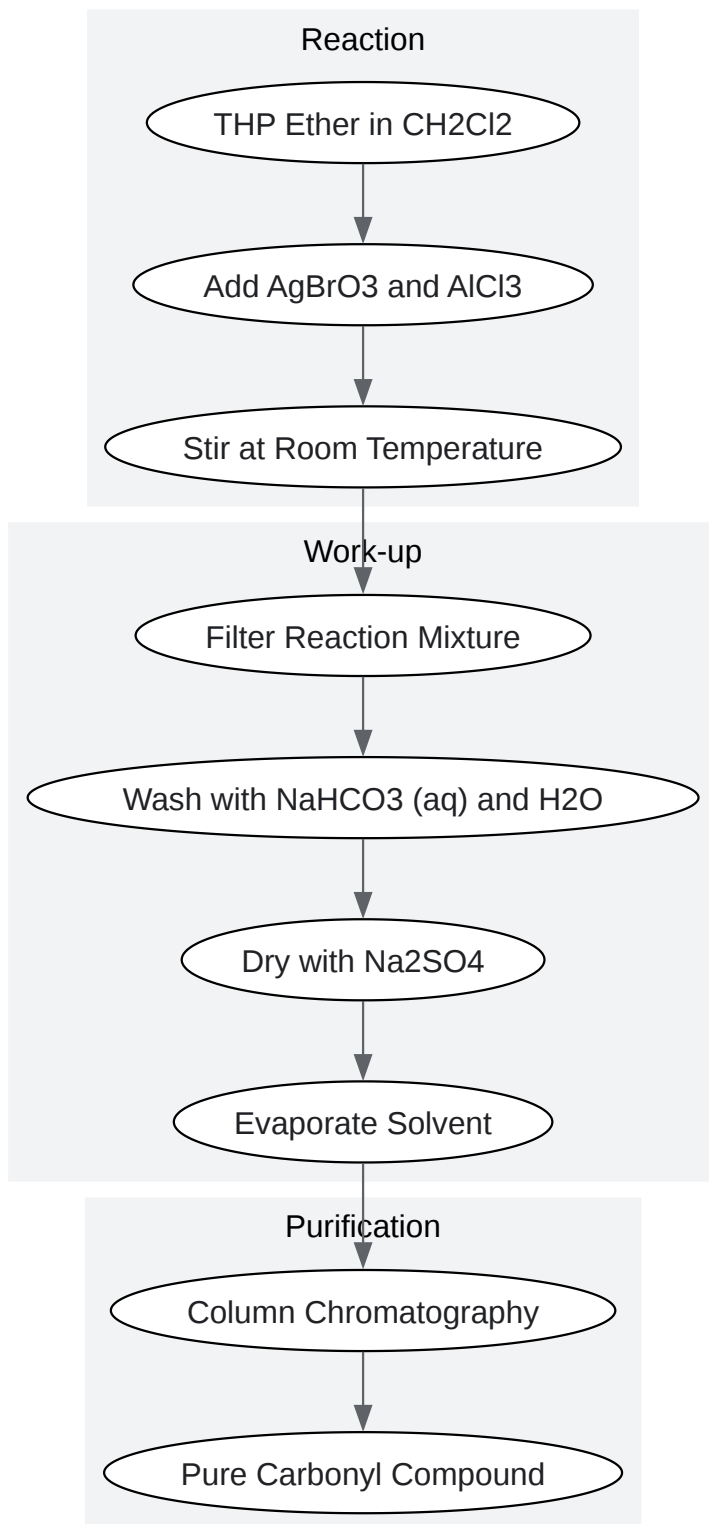 Reaction
THP Ether in CH2Cl2
Add AgBrO3 and AlCl3
Stir at Room Temperature
Work-up
Filter Reaction Mixture
Wash with NaHCO3 (aq) and H2O
Dry with Na2SO4
Evaporate Solvent
Purification
Column Chromatography
Pure Carbonyl Compound